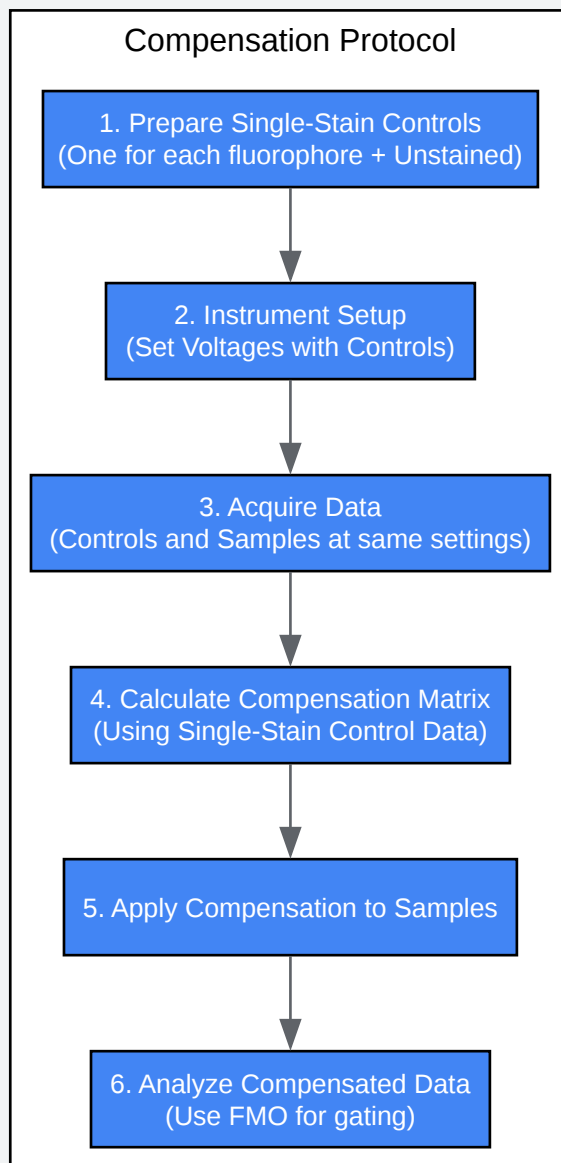 Compensation Protocol
1. Prepare Single-Stain Controls
(One for each fluorophore + Unstained)
2. Instrument Setup
(Set Voltages with Controls)
3. Acquire Data
(Controls and Samples at same settings)
4. Calculate Compensation Matrix
(Using Single-Stain Control Data)
5. Apply Compensation to Samples
6. Analyze Compensated Data
(Use FMO for gating)